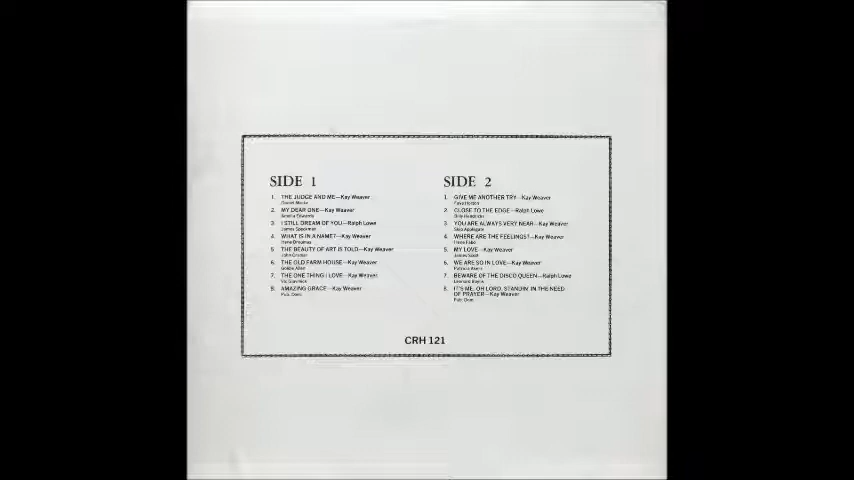 SIDE 1
1. THE JUDGE AND ME—Kay Weaver
2. MY DEAR ONE—Kay Weaver
3. I STILL DREAM OF YOU—Ralph Lowe
James Speckman
4. WHAT IS IN A NAME?—Kay Weaver
5. THE BEAUTY OF ART IS TOLD—Kay Weaver
6. THE OLD FARM HOUSE—Kay Weaver
7. THE ONE THING I LOVE—Kay Weaver
8. AMAZING GRACE—Kay Weaver
SIDE 2
1. GIVE ME ANOTHER TRY—Kay Weaver
2. CLOSE TO THE EDGE—Ralph Lowe
3. YOU ARE ALWAYS VERY NEAR—Kay Weaver
4. WHERE ARE THE FEELINGS?—Kay Weaver
5. MY LOVE—Kay Weaver
6. WE ARE SO IN LOVE—Kay Weaver
7. BEWARE OF THE DISCO QUEEN—Ralph Lowe
8. IT'S ME, OH LORD, STANDIN' IN THE NEED
OF PRAYER—Kay Weaver
CRH 121